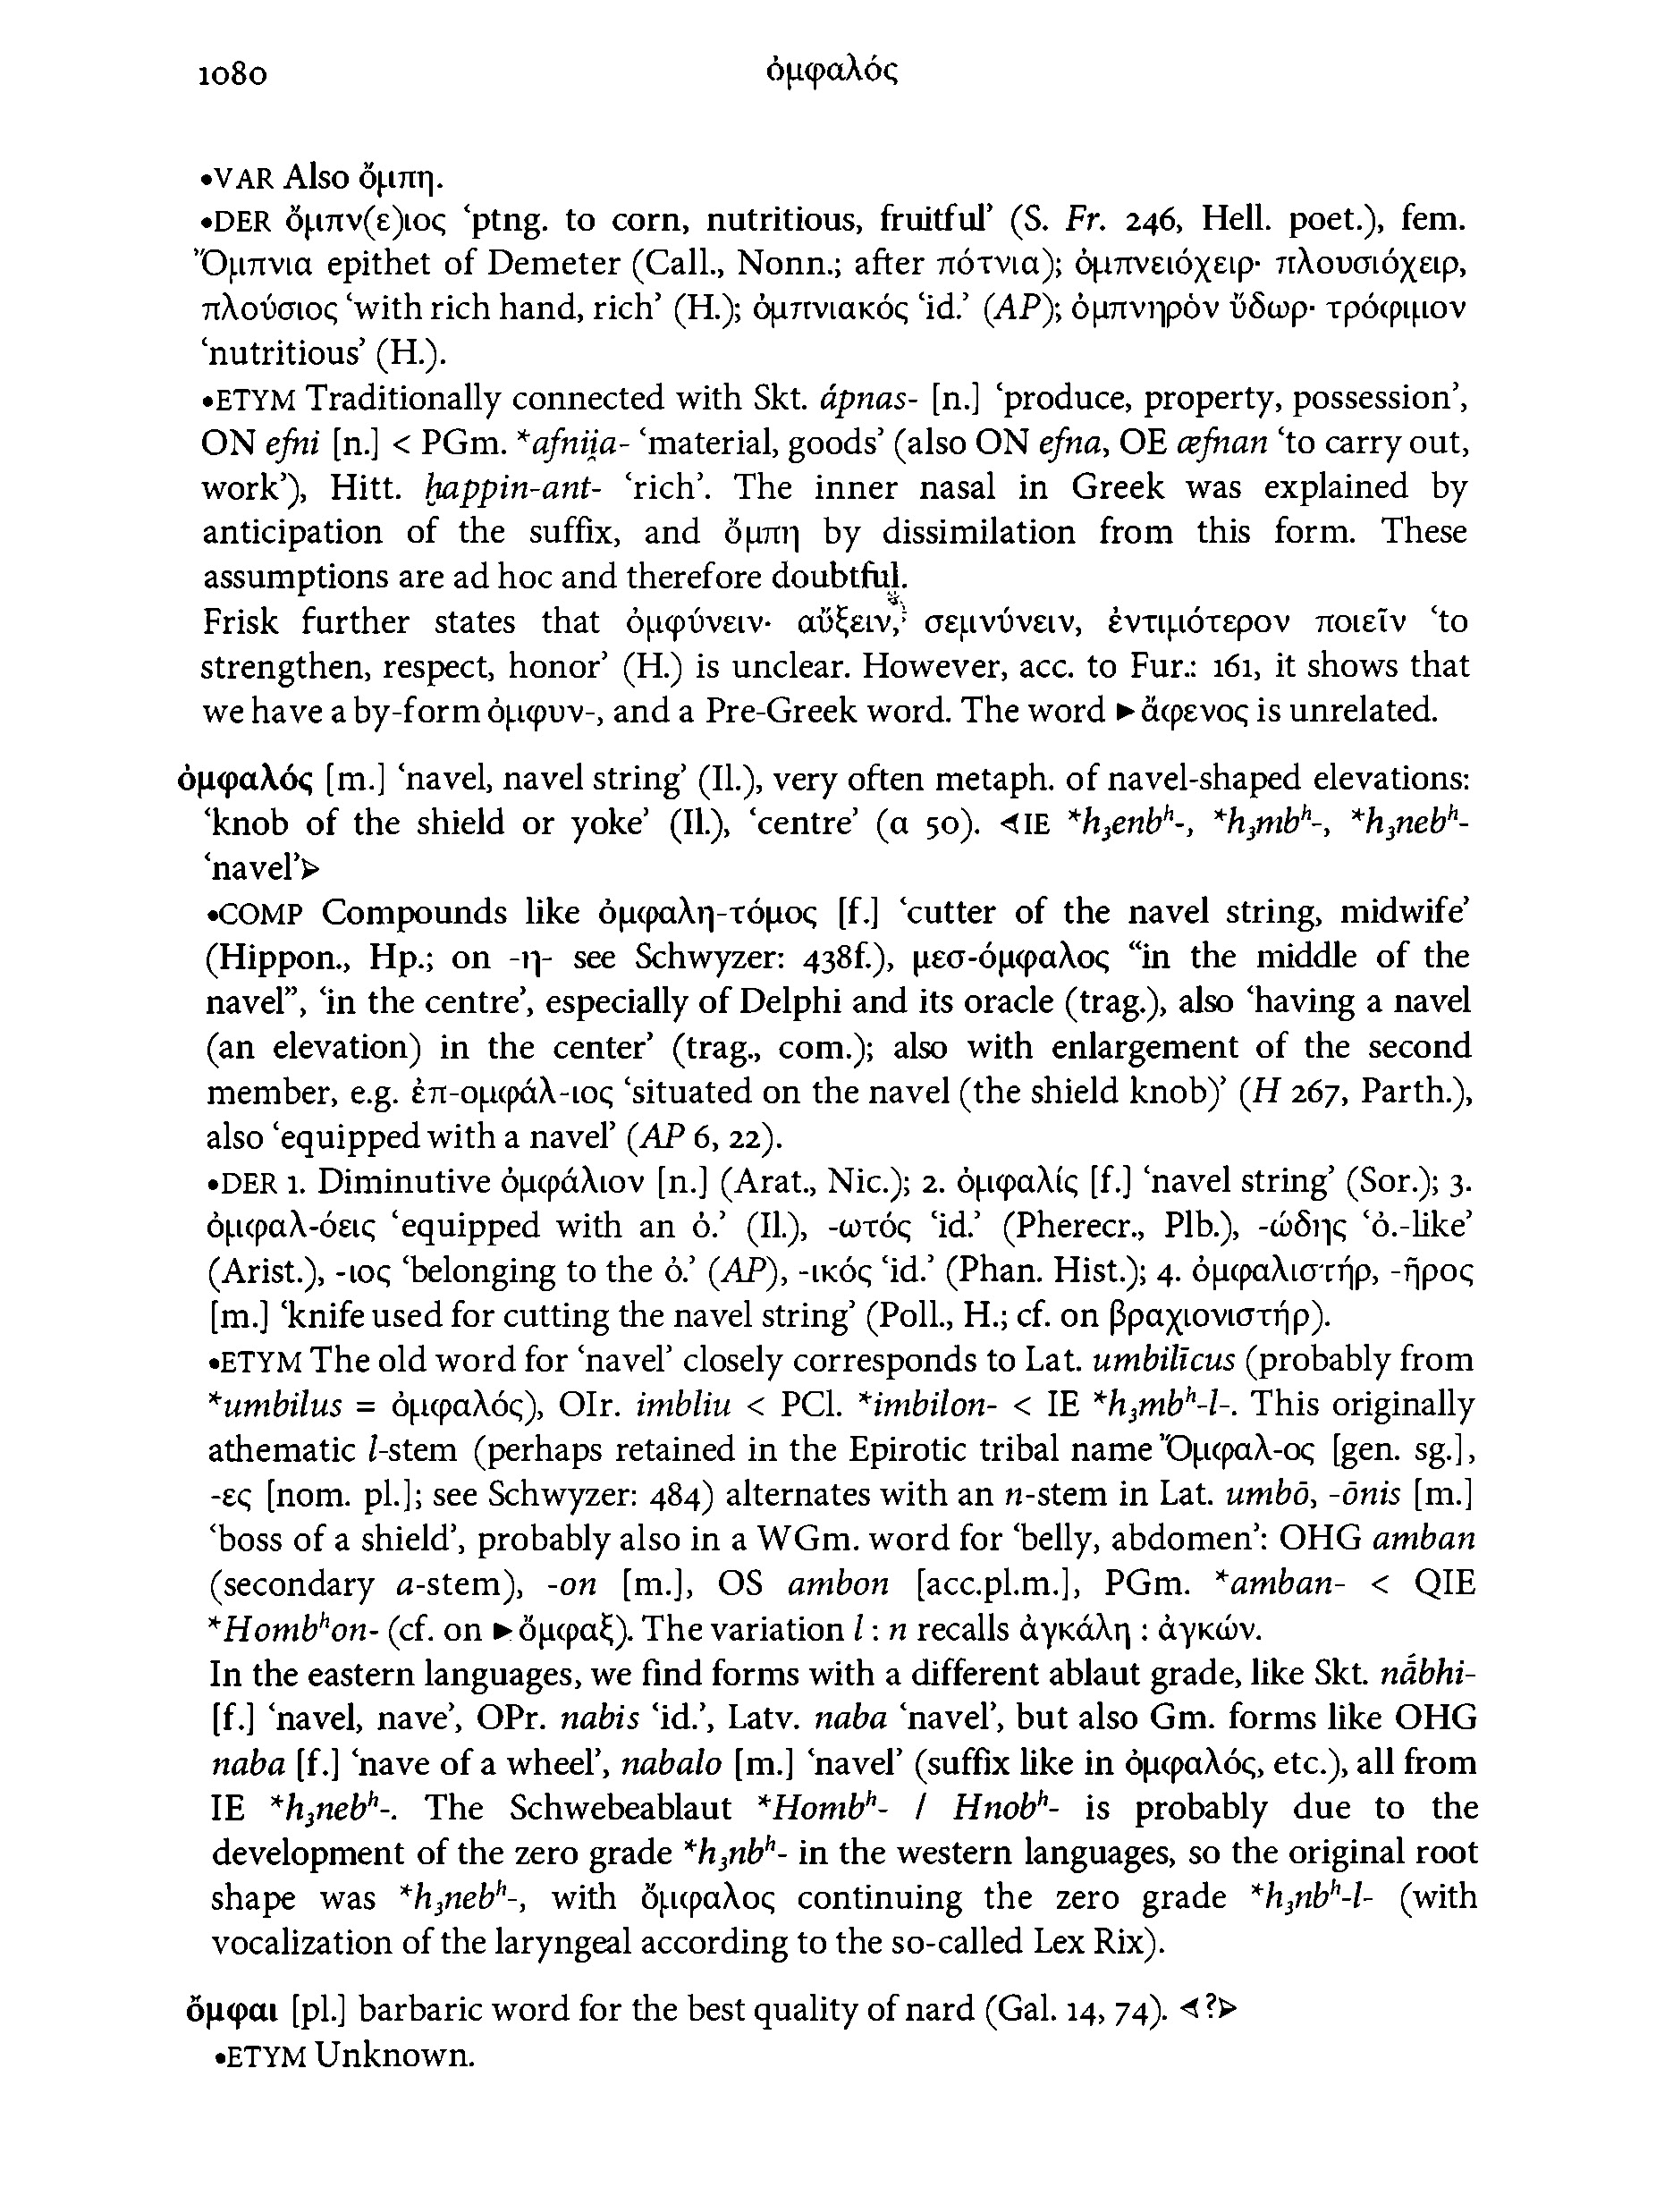 1080
ὀμφαλός
•VAR Also ὄμπη.
•DER ὄμπν(ε)ιος ‘ptng. to corn, nutritious, fruitful’ (S. Fr. 246, Hell. poet.), fem.
Ὄμπνια epithet of Demeter (Call., Nonn.; after πότνια); ὀμπνειόχειρ· πλουσιόχειρ,
πλούσιος ‘with rich hand, rich’ (H.); ὀμπνιακός ‘id.’ (AP); ὀμπνηρὸν ὕδωρ· τρόφιμον
‘nutritious’ (H.).
•ETYM Traditionally connected with Skt. ápnas- [n.] ‘produce, property, possession’,
ON efni [n.] < PGm. *afni̯ia- ‘material, goods’ (also ON efna, OE æfnan ‘to carry out,
work’), Hitt. ḫappin-ant- ‘rich’. The inner nasal in Greek was explained by
anticipation of the suffix, and ὄμπη by dissimilation from this form. These
assumptions are ad hoc and therefore doubtful.
Frisk further states that ὀμφύνειν· αὔξειν, σεμνύνειν, ἐντιμότερον ποιεῖν ‘to
strengthen, respect, honor’ (H.) is unclear. However, acc. to Fur.: 161, it shows that
we have a by-form ὀμφυν-, and a Pre-Greek word. The word ►ἄφενος is unrelated.
ὀμφαλός [m.] ‘navel, navel string’ (Il.), very often metaph. of navel-shaped elevations:
‘knob of the shield or yoke’ (Il.), ‘centre’ (α 50). ◁IE *h₃enbʰ-, *h₃mbʰ-, *h₃nebʰ-
‘navel’▷
•COMP Compounds like ὀμφαλη-τόμος [f.] ‘cutter of the navel string, midwife’
(Hippon., Hp.; on -η- see Schwyzer: 438f.), μεσ-όμφαλος “in the middle of the
navel”, ‘in the centre’, especially of Delphi and its oracle (trag.), also ‘having a navel
(an elevation) in the center’ (trag., com.); also with enlargement of the second
member, e.g. ἐπ-ομφάλ-ιος ‘situated on the navel (the shield knob)’ (H 267, Parth.),
also ‘equipped with a navel’ (AP 6, 22).
•DER 1. Diminutive ὀμφάλιον [n.] (Arat., Nic.); 2. ὀμφαλίς [f.] ‘navel string’ (Sor.); 3.
ὀμφαλ-όεις ‘equipped with an ὀ.’ (Il.), -ωτός ‘id.’ (Pherecr., Plb.), -ώδης ‘ὀ.-like’
(Arist.), -ιος ‘belonging to the ὀ.’ (AP), -ικός ‘id.’ (Phan. Hist.); 4. ὀμφαλιστήρ, -ῆρος
[m.] ‘knife used for cutting the navel string’ (Poll., H.; cf. on βραχιονιστήρ).
•ETYM The old word for ‘navel’ closely corresponds to Lat. umbilīcus (probably from
*umbilus = ὀμφαλός), OIr. imbliu < PCl. *imbilon- < IE *h₃mbʰ-l-. This originally
athematic l-stem (perhaps retained in the Epirotic tribal name Ὄμφαλ-ος [gen. sg.],
-ες [nom. pl.]; see Schwyzer: 484) alternates with an n-stem in Lat. umbō, -ōnis [m.]
‘boss of a shield’, probably also in a WGm. word for ‘belly, abdomen’: OHG amban
(secondary a-stem), -on [m.], OS ambon [acc.pl.m.], PGm. *amban- < QIE
*Hombʰon- (cf. on ►ὄμφαξ). The variation l : n recalls ἀγκάλη : ἀγκών.
In the eastern languages, we find forms with a different ablaut grade, like Skt. nā́bhi-
[f.] ‘navel, nave’, OPr. nabis ‘id.’, Latv. naba ‘navel’, but also Gm. forms like OHG
naba [f.] ‘nave of a wheel’, nabalo [m.] ‘navel’ (suffix like in ὀμφαλός, etc.), all from
IE *h₃nebʰ-. The Schwebeablaut *Hombʰ- / Hnobʰ- is probably due to the
development of the zero grade *h₃nbʰ- in the western languages, so the original root
shape was *h₃nebʰ-, with ὄμφαλος continuing the zero grade *h₃nbʰ-l- (with
vocalization of the laryngeal according to the so-called Lex Rix).
ὄμφαι [pl.] barbaric word for the best quality of nard (Gal. 14, 74). ◁?▷
•ETYM Unknown.